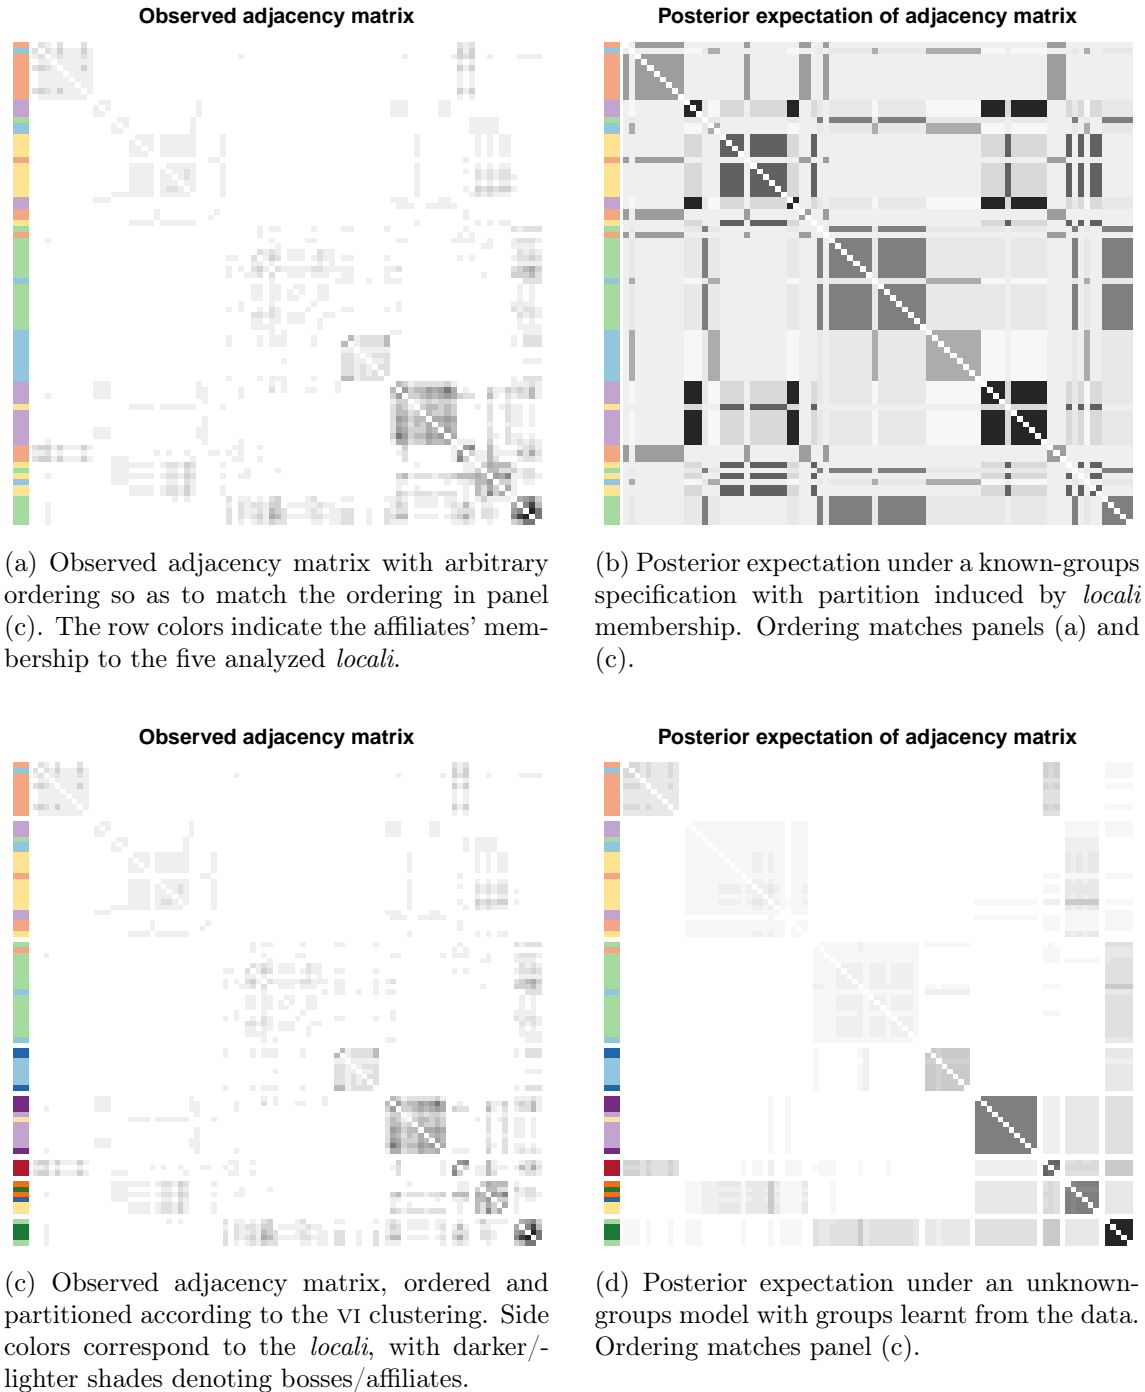 Observed adjacency matrix
Posterior expectation of adjacency matrix
(a) Observed adjacency matrix with arbitrary
ordering so as to match the ordering in panel
(c). The row colors indicate the affiliates' mem-
bership to the five analyzed locali.
(b) Posterior expectation under a known-groups
specification with partition induced by locali
membership. Ordering matches panels (a) and
(c).
Observed adjacency matrix
Posterior expectation of adjacency matrix
(c) Observed adjacency matrix, ordered and
partitioned according to the VI clustering. Side
colors correspond to the locali, with darker/-
lighter shades denoting bosses/affiliates.
(d) Posterior expectation under an unknown-
groups model with groups learnt from the data.
Ordering matches panel (c).